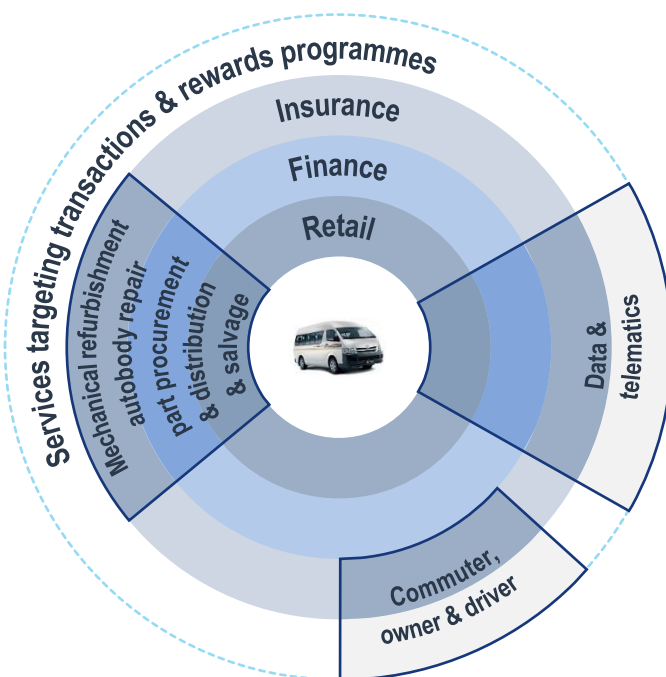 Services targeting transactions & rewards programmes
Insurance
Finance
Retail
Mechanical refurbishment
autobody repair
part procurement
& distribution
& salvage
Data &
telematics
Commuter,
owner & driver